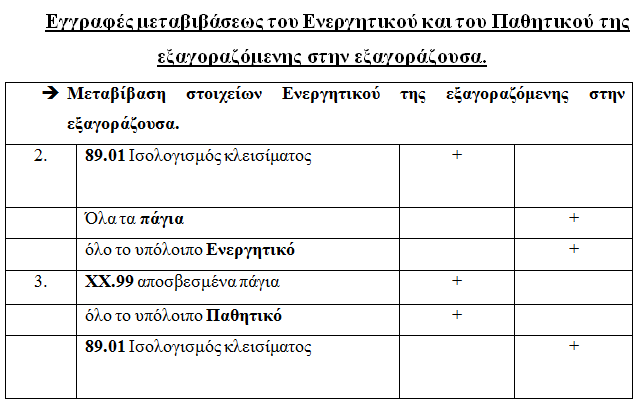 Εγγραφές μεταβιβάσεως του Ενεργητικού και του Παθητικού της
εξαγοραζόμενης στην εξαγοράζουσα.
➔ Μεταβίβαση στοιχείων Ενεργητικού της εξαγοραζόμενης στην
εξαγοράζουσα.
2. 89.01 Ισολογισμός κλεισίματος +
Όλα τα πάγια +
όλο το υπόλοιπο Ενεργητικό +
3. ΧΧ.99 αποσβεσμένα πάγια +
όλο το υπόλοιπο Παθητικό +
89.01 Ισολογισμός κλεισίματος +